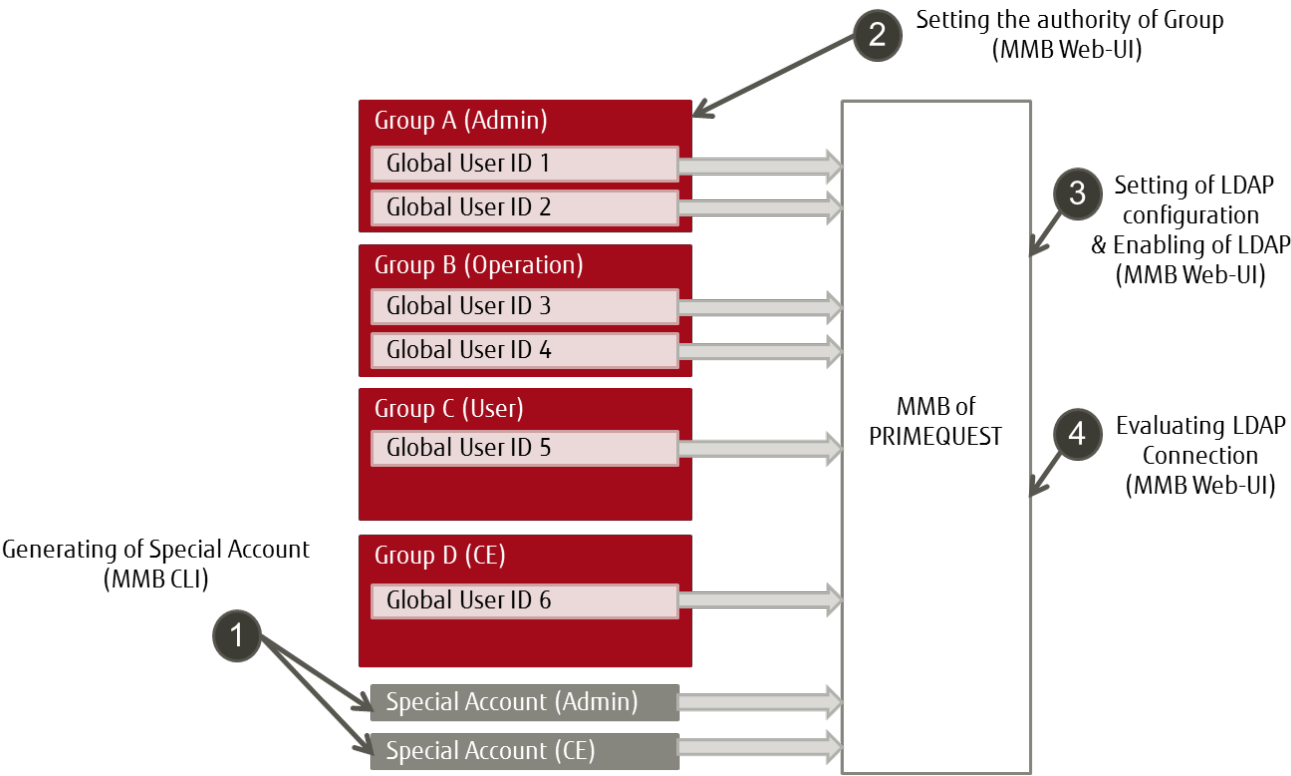 2
Setting the authority of Group
(MMB Web-UI)
Group A (Admin)
Global User ID 1
Global User ID 2
3
Setting of LDAP
configuration
& Enabling of LDAP
(MMB Web-UI)
Group B (Operation)
Global User ID 3
Global User ID 4
Group C (User)
Global User ID 5
MMB of
PRIMEQUEST
4
Evaluating LDAP
Connection
(MMB Web-UI)
Generating of Special Account
(MMB CLI)
1
Group D (CE)
Global User ID 6
Special Account (Admin)
Special Account (CE)